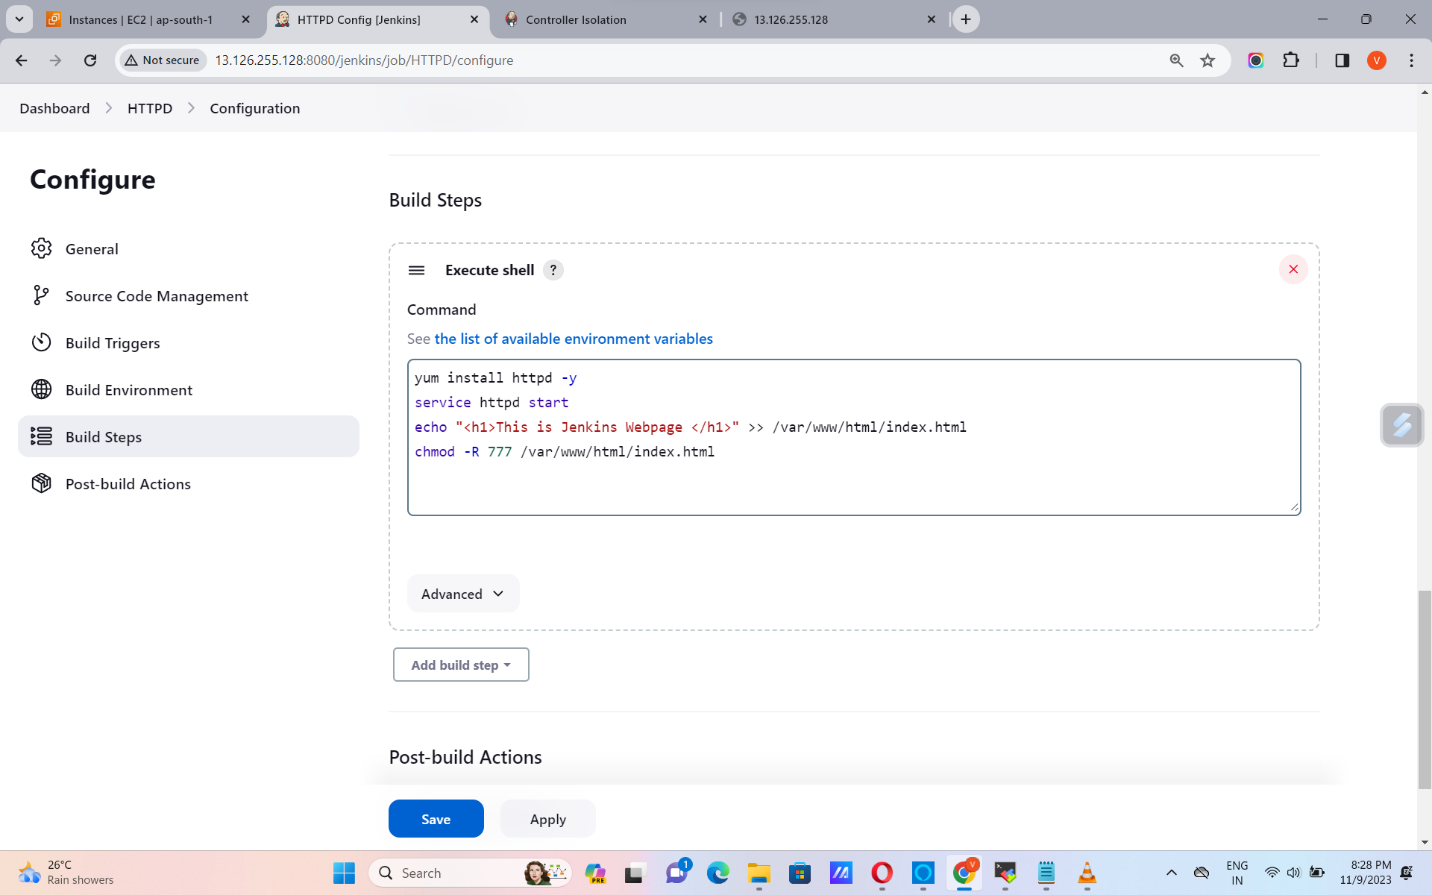 Instances | EC2 | ap-south-1
HTTPD Config [Jenkins]
Controller Isolation
13.126.255.128
Not secure
13.126.255.128:8080/jenkins/job/HTTPD/configure
V
Dashboard > HTTPD > Configuration
Configure
General
Source Code Management
Build Triggers
Build Environment
Build Steps
Post-build Actions
Build Steps
Execute shell ?
Command
See the list of available environment variables
yum install httpd -y
service httpd start
echo "<h1>This is Jenkins Webpage </h1>" >> /var/www/html/index.html
chmod -R 777 /var/www/html/index.html
Advanced
Add build step
Post-build Actions
Save
Apply
26°C
Rain showers
Search
PRE
1
V
ENG
IN
8:28 PM
11/9/2023